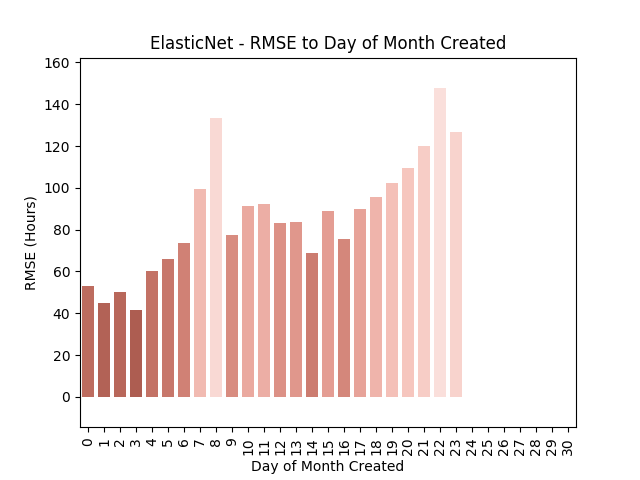 ElasticNet - RMSE to Day of Month Created
160
140
120
100
80
60
40
20
0
RMSE (Hours)
0 1 2 3 4 5 6 7 8 9 10 11 12 13 14 15 16 17 18 19 20 21 22 23 24 25 26 27 28 29 30
Day of Month Created